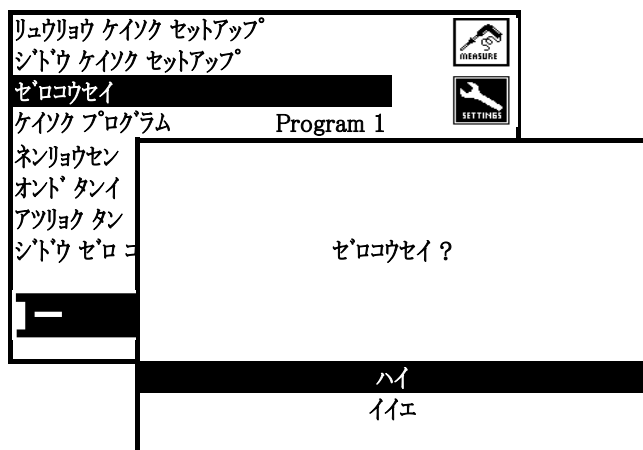 リュウリョウ ケイソク セットアップ
ジドウ ケイソク セットアップ
MEASURE
ゼロコウセイ
SETTINGS
ケイソク プログラム Program 1
ネンリョウセン
オンド タンイ
アツリョク タン
ジドウ ゼロ コ
ゼロコウセイ ?
ハイ
イイエ